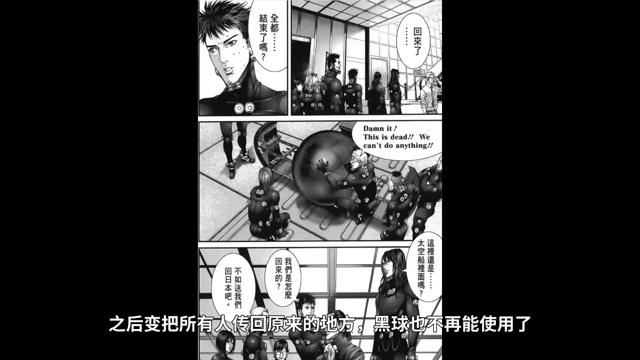 回來了
……
全都……
結束了嗎？
Damn it!
This is dead!! We
can't do anything!!
這裡還是……
太空船裡面嗎？
我們是怎麼
回來的？
不如送我們
回日本吧。
之后变把所有人传回原来的地方，黑球也不再能使用了